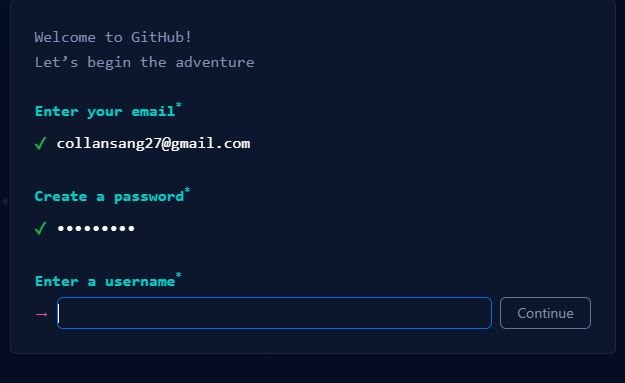 Welcome to GitHub!
Let’s begin the adventure
Enter your email*
✓ collansang27@gmail.com
Create a password*
✓ •••••••••
Enter a username*
→
Continue